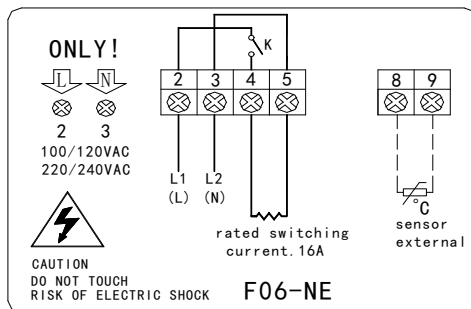 ONLY!
L N
2 3
100/120VAC
220/240VAC
CAUTION
DO NOT TOUCH
RISK OF ELECTRIC SHOCK
K
2 3 4 5
L1 L2
(L) (N)
rated switching
current.16A
F06-NE
8 9
°C
sensor
external